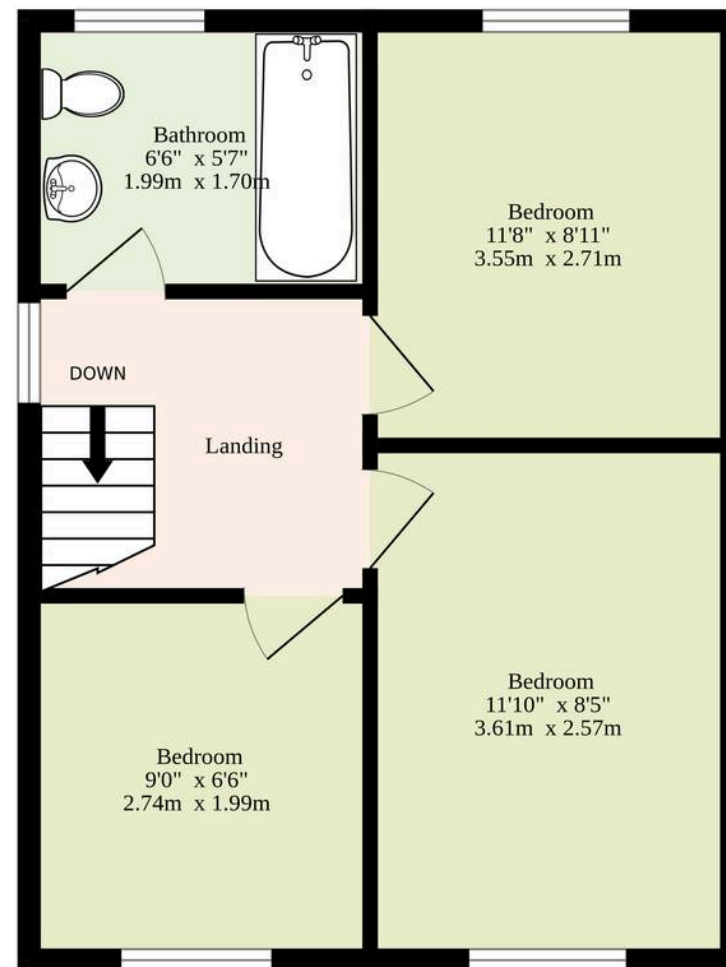 Bathroom
6'6" x 5'7"
1.99m x 1.70m
Bedroom
11'8" x 8'11"
3.55m x 2.71m
DOWN
Landing
Bedroom
11'10" x 8'5"
3.61m x 2.57m
Bedroom
9'0" x 6'6"
2.74m x 1.99m